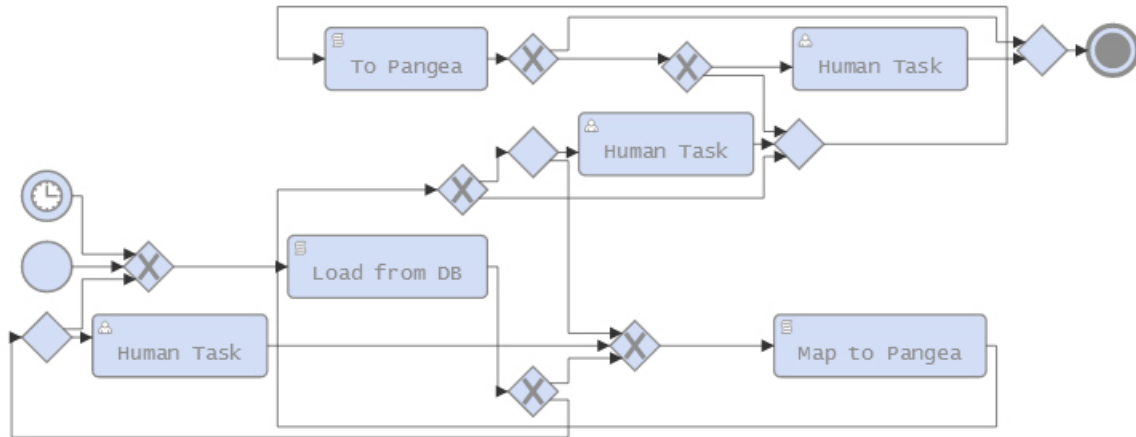 To Pangea
Human Task
Human Task
Load from DB
Human Task
Map to Pangea